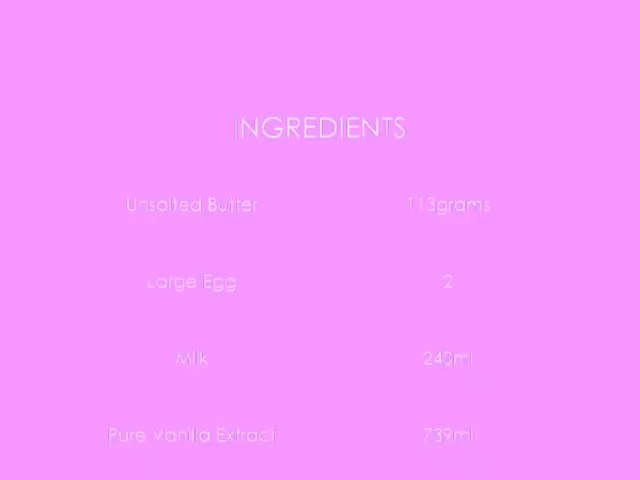 INGREDIENTS
Unsalted Butter 113grams
Large Egg 2
Milk 240ml
Pure Vanilla Extract 739ml